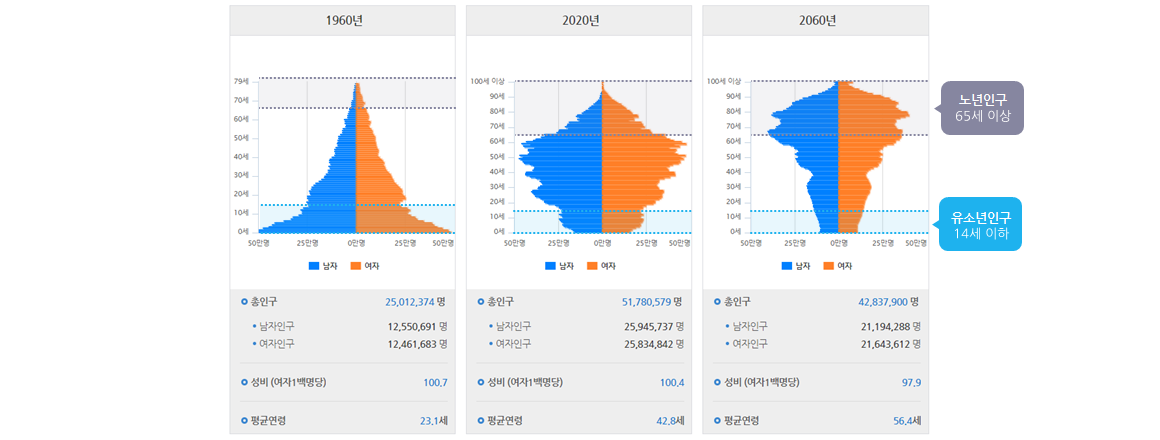 1960년
79세
70세
60세
50세
40세
30세
20세
10세
0세
50만명 25만명 0만명 25만명 50만명
남자 여자
총인구 25,012,374 명
남자인구 12,550,691 명
여자인구 12,461,683 명
성비 (여자1백명당) 100.7
평균연령 23.1세
2020년
100세 이상
90세
80세
70세
60세
50세
40세
30세
20세
10세
0세
50만명 25만명 0만명 25만명 50만명
남자 여자
총인구 51,780,579 명
남자인구 25,945,737 명
여자인구 25,834,842 명
성비 (여자1백명당) 100.4
평균연령 42.8세
2060년
100세 이상
90세
80세
70세
60세
50세
40세
30세
20세
10세
0세
50만명 25만명 0만명 25만명 50만명
남자 여자
총인구 42,837,900 명
남자인구 21,194,288 명
여자인구 21,643,612 명
성비 (여자1백명당) 97.9
평균연령 56.4세
노년인구
65세 이상
유소년인구
14세 이하